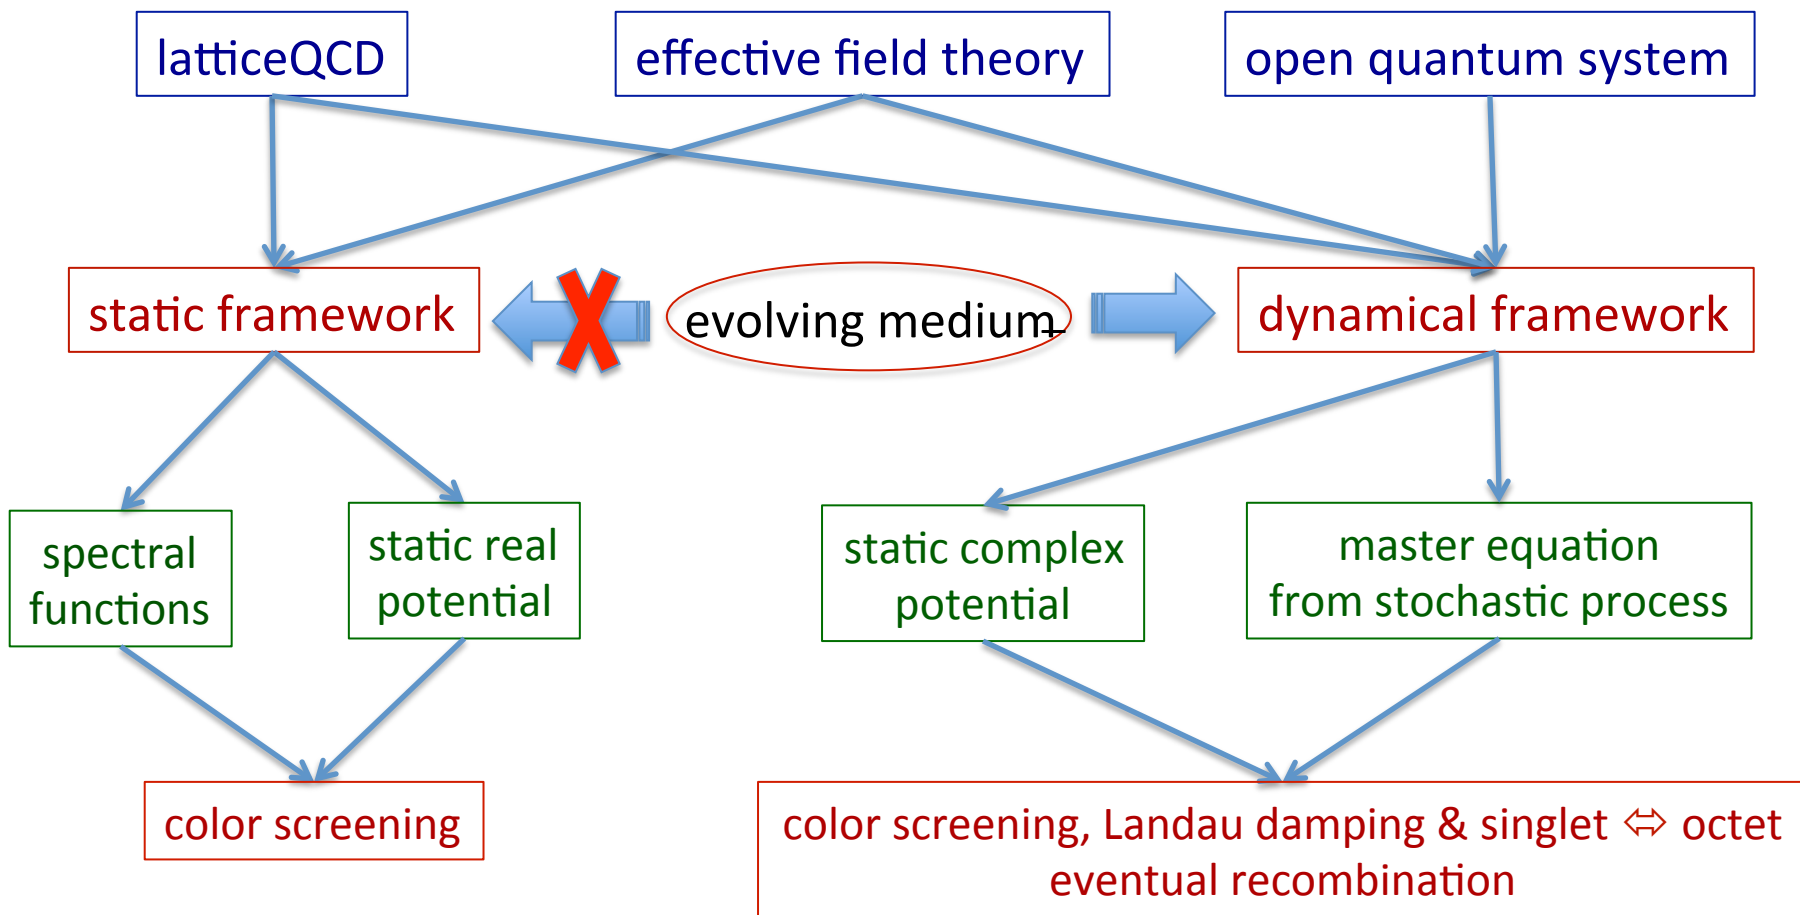 latticeQCD
effective field theory
open quantum system
static framework
evolving medium
dynamical framework
spectral
functions
static real
potential
static complex
potential
master equation
from stochastic process
color screening
color screening, Landau damping & singlet ⇔ octet
eventual recombination